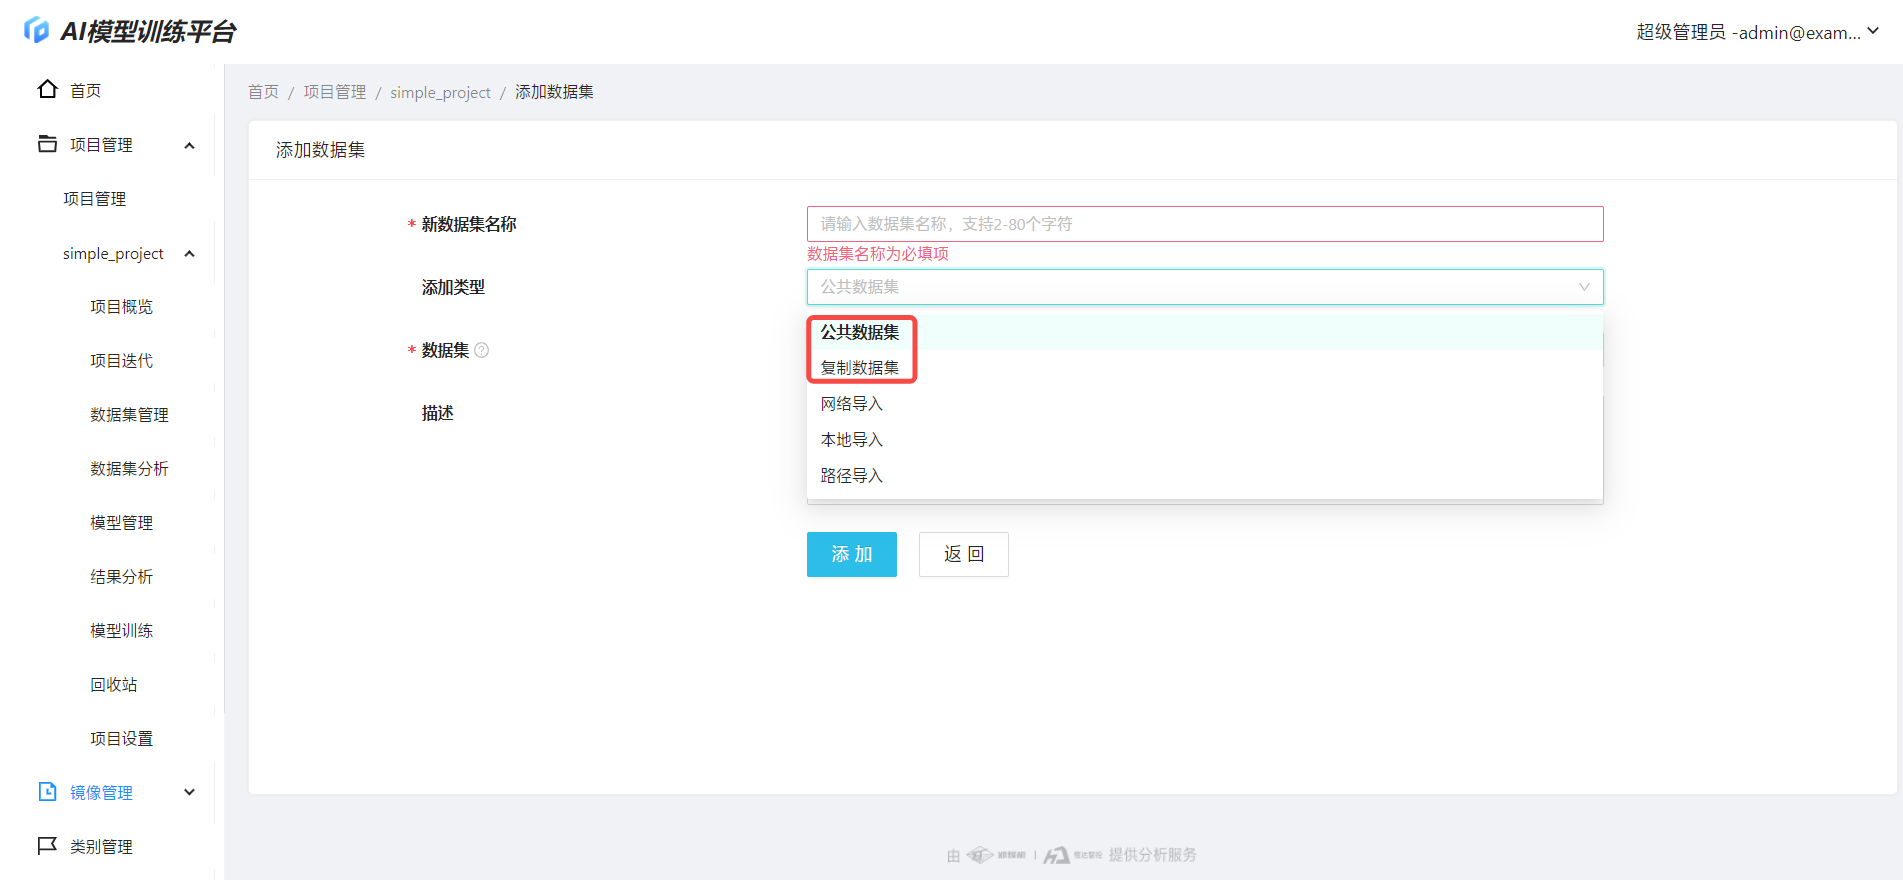 AI模型训练平台
超级管理员 -admin@exam...
首页
项目管理
项目管理
simple_project
项目概览
项目迭代
数据集管理
数据集分析
模型管理
结果分析
模型训练
回收站
项目设置
镜像管理
类别管理
首页 / 项目管理 / simple_project / 添加数据集
添加数据集
* 新数据集名称
请输入数据集名称，支持2-80个字符
数据集名称为必填项
添加类型
公共数据集
* 数据集
公共数据集
复制数据集
网络导入
本地导入
路径导入
描述
添 加
返 回
由
提供分析服务